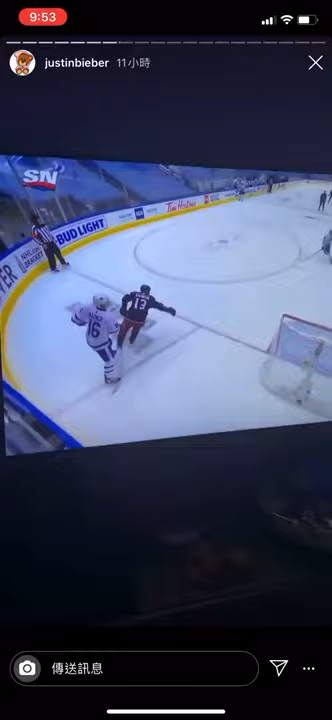 9:53
justinbieber 11小時
SN
BUD LIGHT
Tim Hortons
16
13
傳送訊息